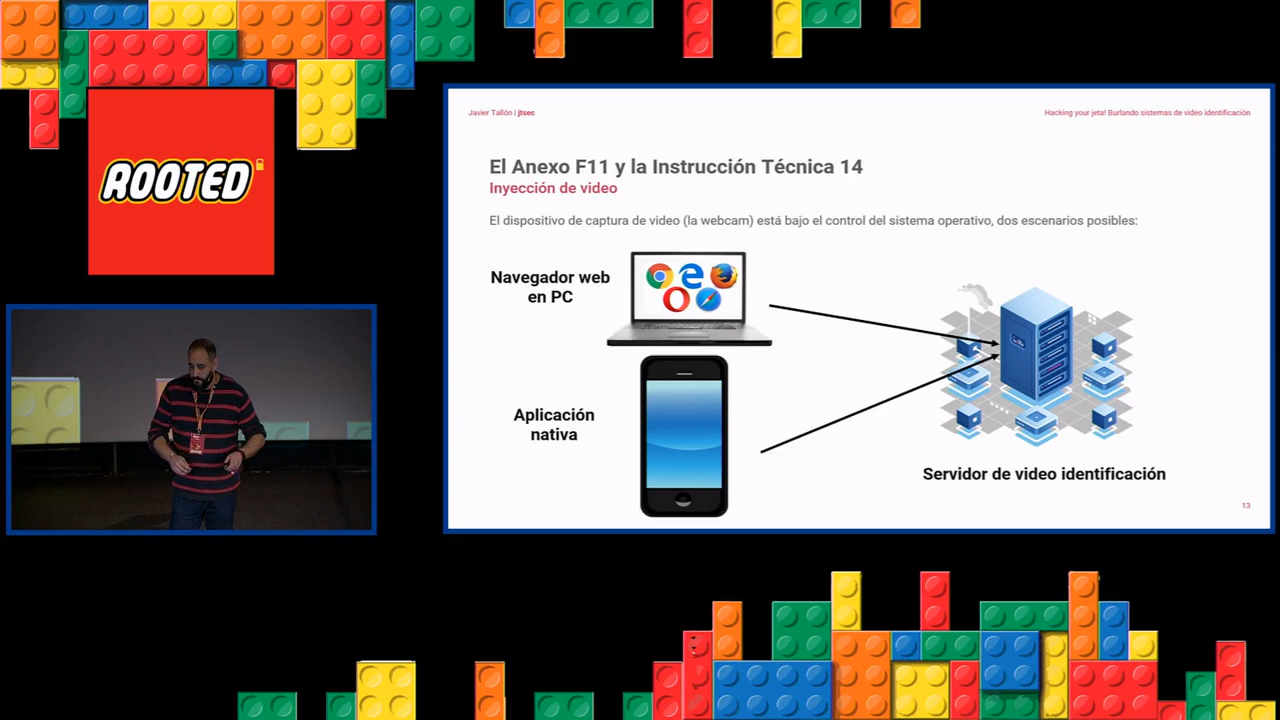 ROOTED
Javier Tallón | jtsec
Hacking your jeta! Burlando sistemas de video identificación
El Anexo F11 y la Instrucción Técnica 14
Inyección de video
El dispositivo de captura de video (la webcam) está bajo el control del sistema operativo, dos escenarios posibles:
Navegador web
en PC
Aplicación
nativa
Servidor de video identificación
13